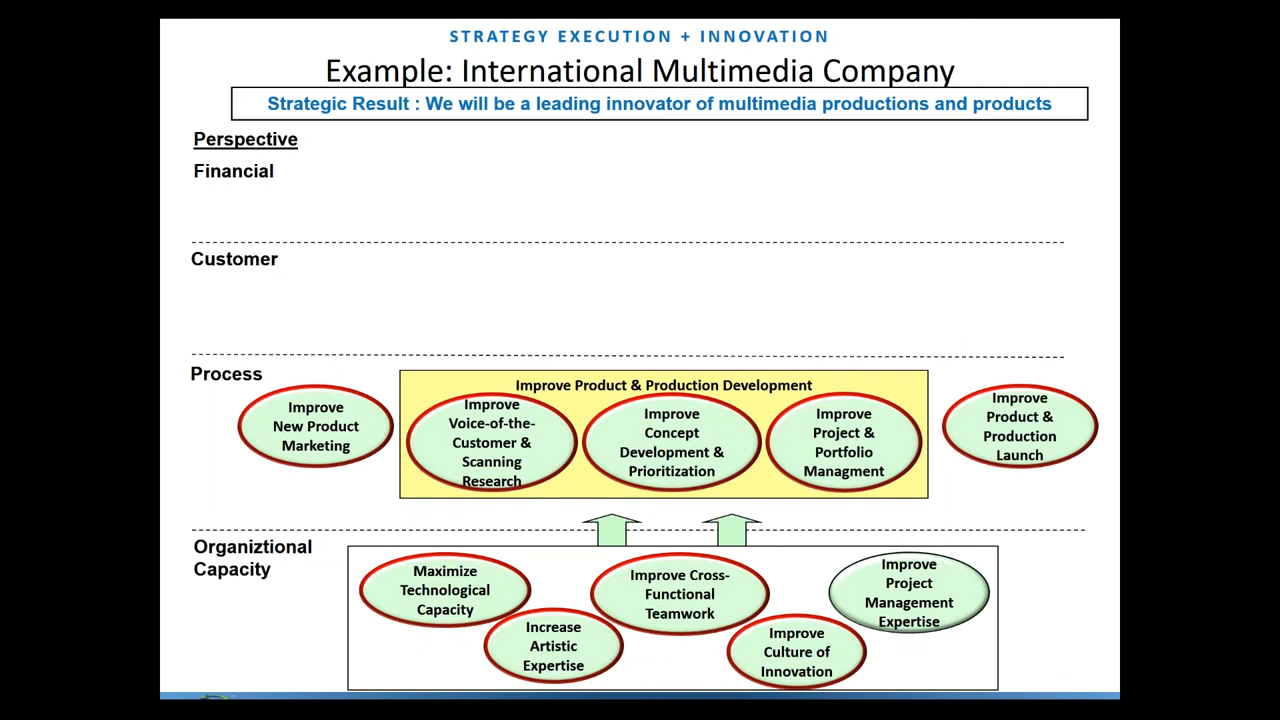 STRATEGY EXECUTION + INNOVATION
Example: International Multimedia Company
Strategic Result : We will be a leading innovator of multimedia productions and products
Perspective
Financial
Customer
Process
Improve Product & Production Development
Improve
New Product
Marketing
Improve
Voice-of-the-
Customer &
Scanning
Research
Improve
Concept
Development &
Prioritization
Improve
Project &
Portfolio
Managment
Improve
Product &
Production
Launch
Organiztional
Capacity
Maximize
Technological
Capacity
Increase
Artistic
Expertise
Improve Cross-
Functional
Teamwork
Improve
Culture of
Innovation
Improve
Project
Management
Expertise